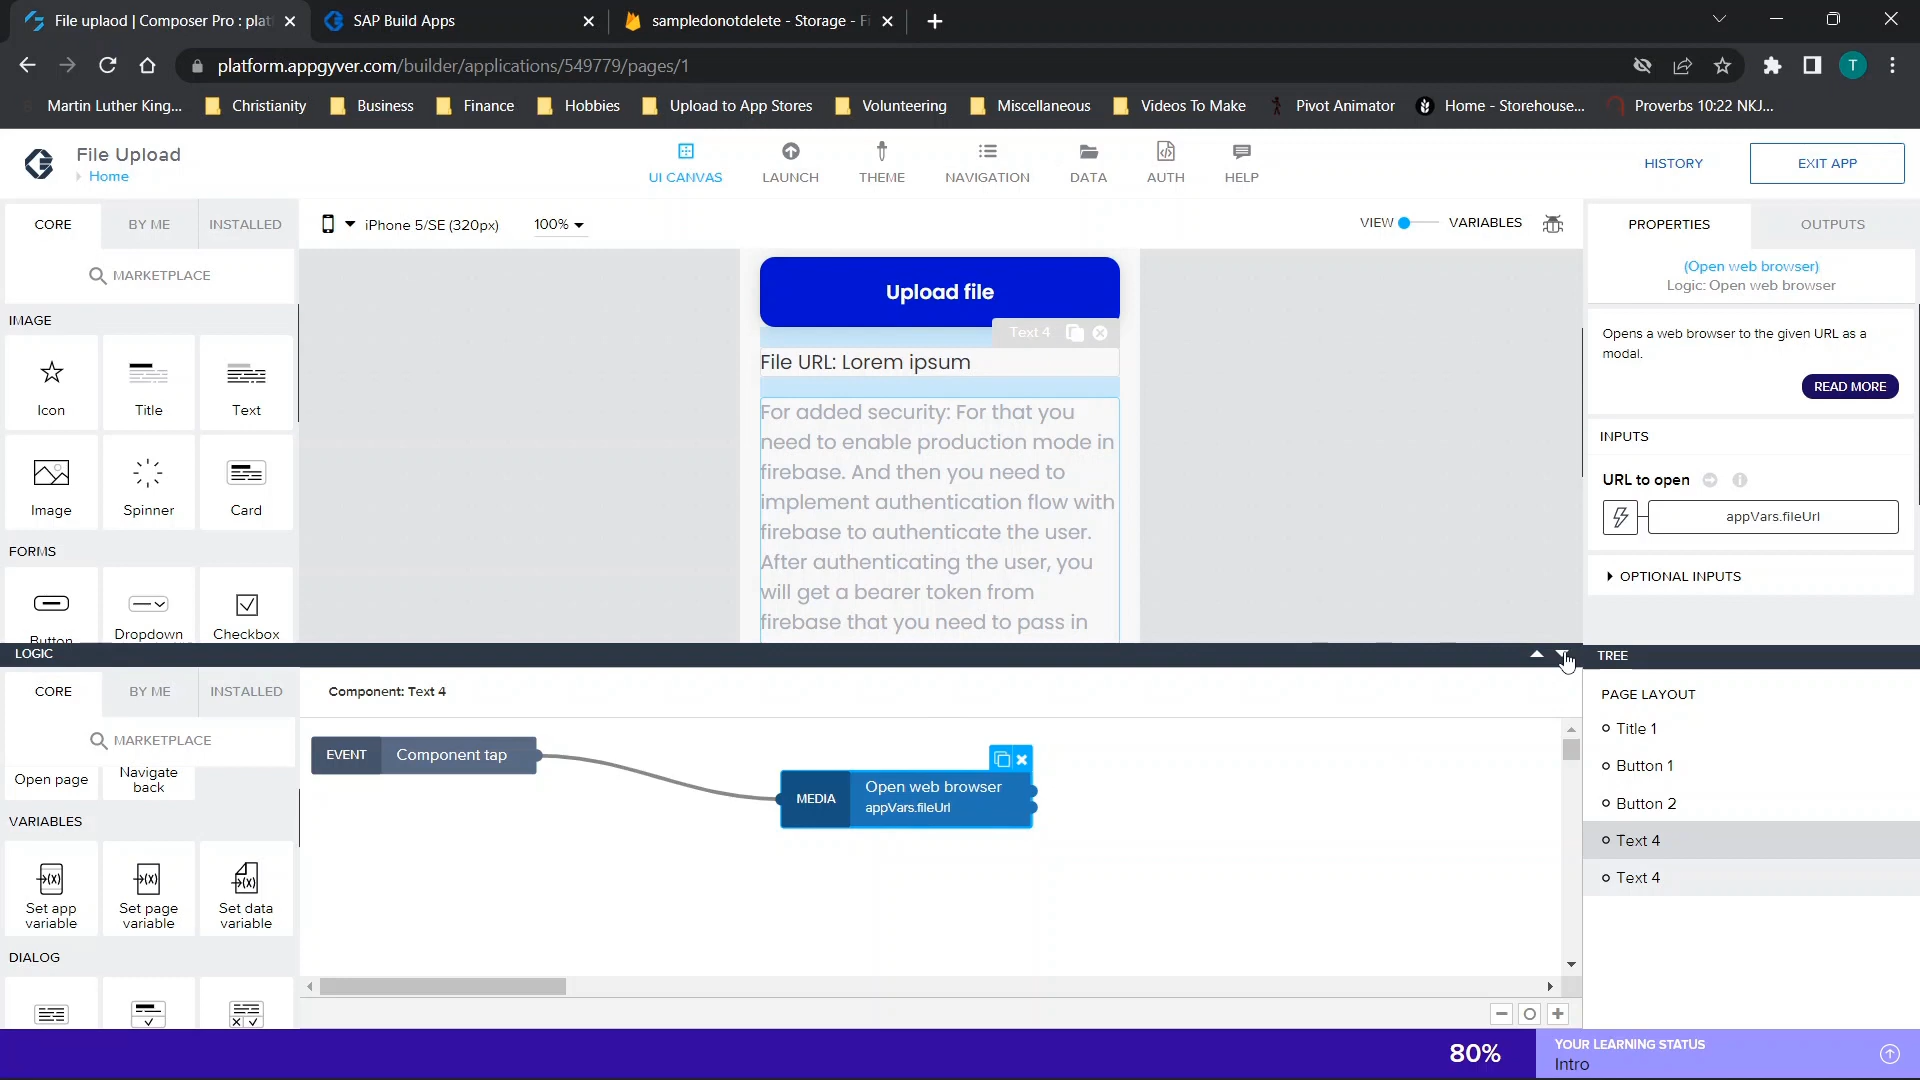 File uplaod | Composer Pro : plat
SAP Build Apps
sampledonotdelete - Storage - Fi
platform.appgyver.com/builder/applications/549779/pages/1
T
Martin Luther King...
Christianity
Business
Finance
Hobbies
Upload to App Stores
Volunteering
Miscellaneous
Videos To Make
Pivot Animator
Home - Storehouse...
Proverbs 10:22 NKJ...
File Upload
Home
UI CANVAS
LAUNCH
THEME
NAVIGATION
DATA
AUTH
HELP
HISTORY
EXIT APP
CORE
BY ME
INSTALLED
iPhone 5/SE (320px)
100%
VIEW
VARIABLES
PROPERTIES
OUTPUTS
MARKETPLACE
IMAGE
Icon
Title
Text
Image
Spinner
Card
FORMS
Button
Dropdown
Checkbox
Upload file
Text 4
File URL: Lorem ipsum
For added security: For that you
need to enable production mode in
firebase. And then you need to
implement authentication flow with
firebase to authenticate the user.
After authenticating the user, you
will get a bearer token from
firebase that you need to pass in
(Open web browser)
Logic: Open web browser
Opens a web browser to the given URL as a
modal.
READ MORE
INPUTS
URL to open
appVars.fileUrl
OPTIONAL INPUTS
LOGIC
CORE
BY ME
INSTALLED
Component: Text 4
MARKETPLACE
Open page
Navigate
back
VARIABLES
Set app
variable
Set page
variable
Set data
variable
DIALOG
EVENT
Component tap
MEDIA
Open web browser
appVars.fileUrl
TREE
PAGE LAYOUT
Title 1
Button 1
Button 2
Text 4
Text 4
80%
YOUR LEARNING STATUS
Intro